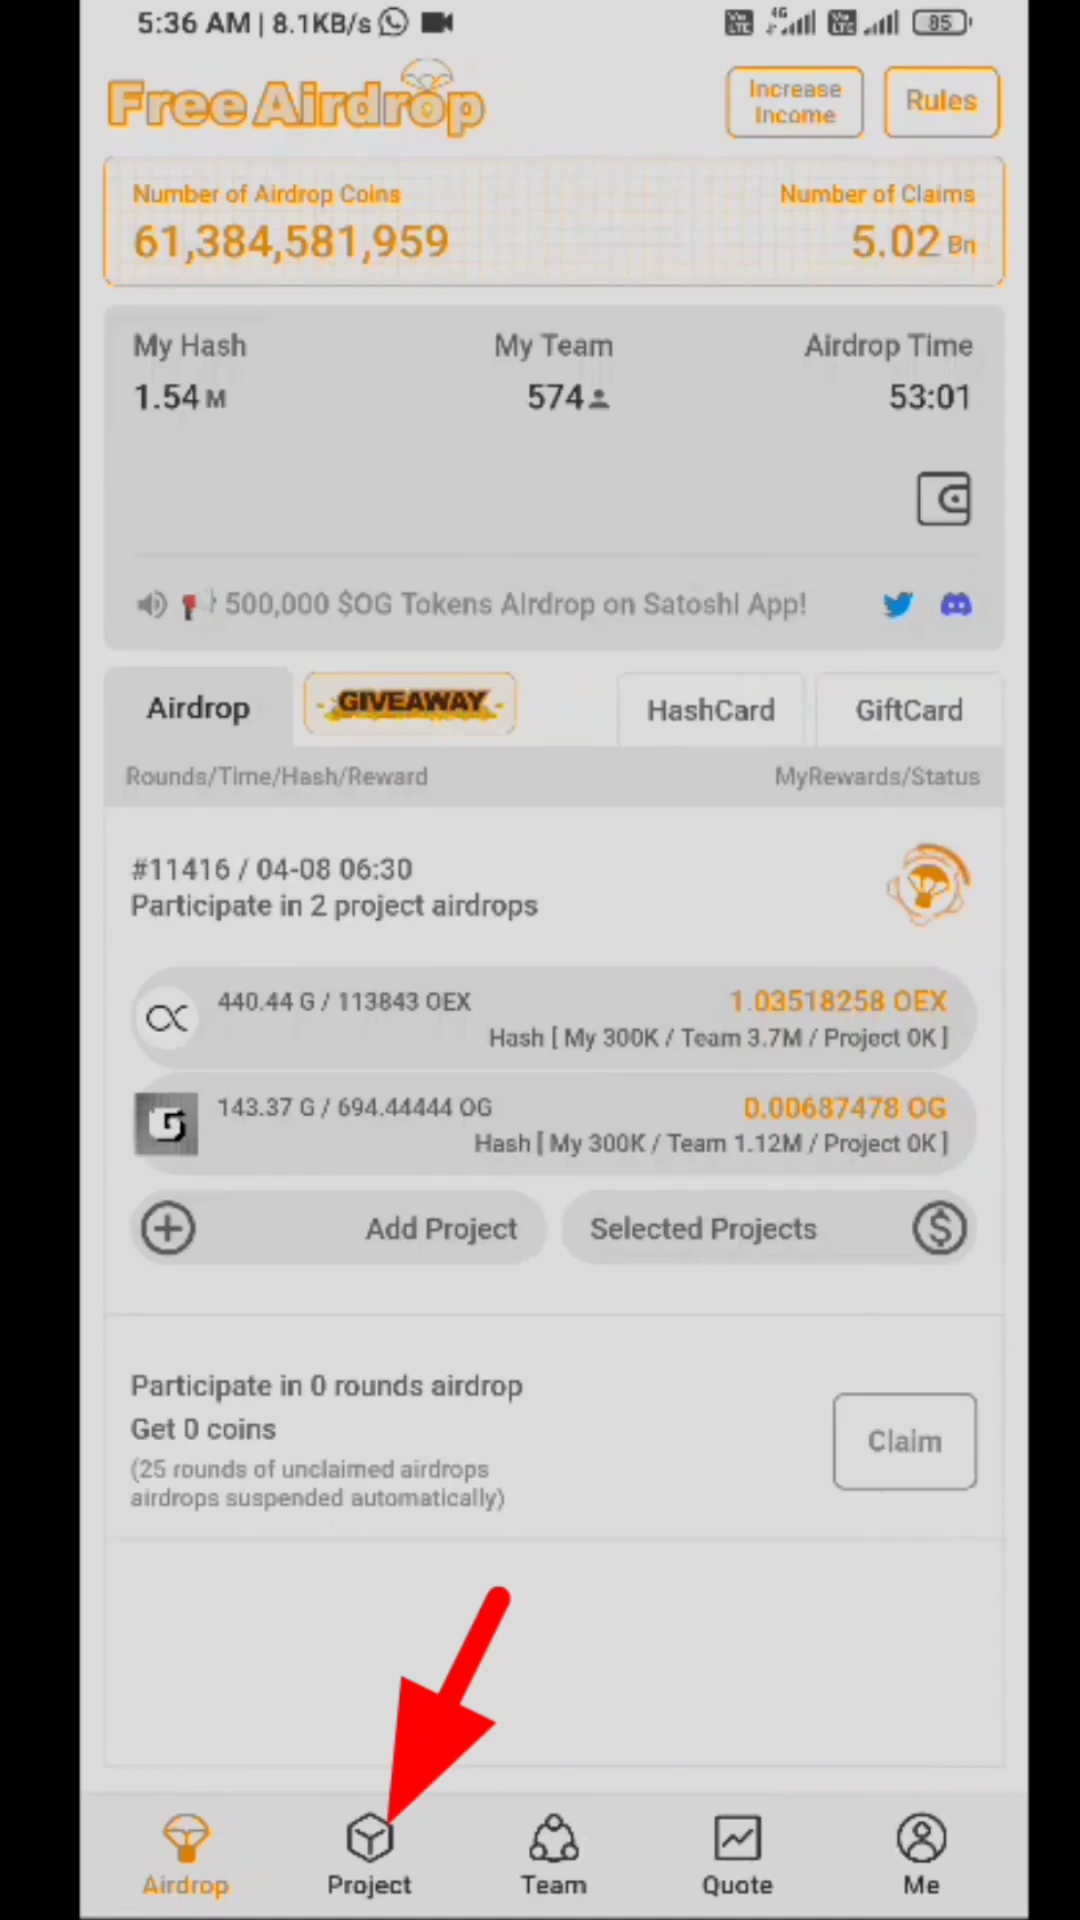 5:36 AM | 8.1KB/s
4G
85
Free Airdrop
Increase
Income
Rules
Number of Airdrop Coins
Number of Claims
61,384,581,959
5.02 Bn
My Hash
My Team
Airdrop Time
1.54 M
574
53:01
500,000 $OG Tokens Airdrop on Satoshi App!
Airdrop
GIVEAWAY
HashCard
GiftCard
Rounds/Time/Hash/Reward
MyRewards/Status
#11416 / 04-08 06:30
Participate in 2 project airdrops
440.44 G / 113843 OEX
1.03518258 OEX
Hash [ My 300K / Team 3.7M / Project 0K ]
143.37 G / 694.44444 OG
0.00687478 OG
Hash [ My 300K / Team 1.12M / Project 0K ]
Add Project
Selected Projects
Participate in 0 rounds airdrop
Get 0 coins
(25 rounds of unclaimed airdrops
airdrops suspended automatically)
Claim
Airdrop
Project
Team
Quote
Me